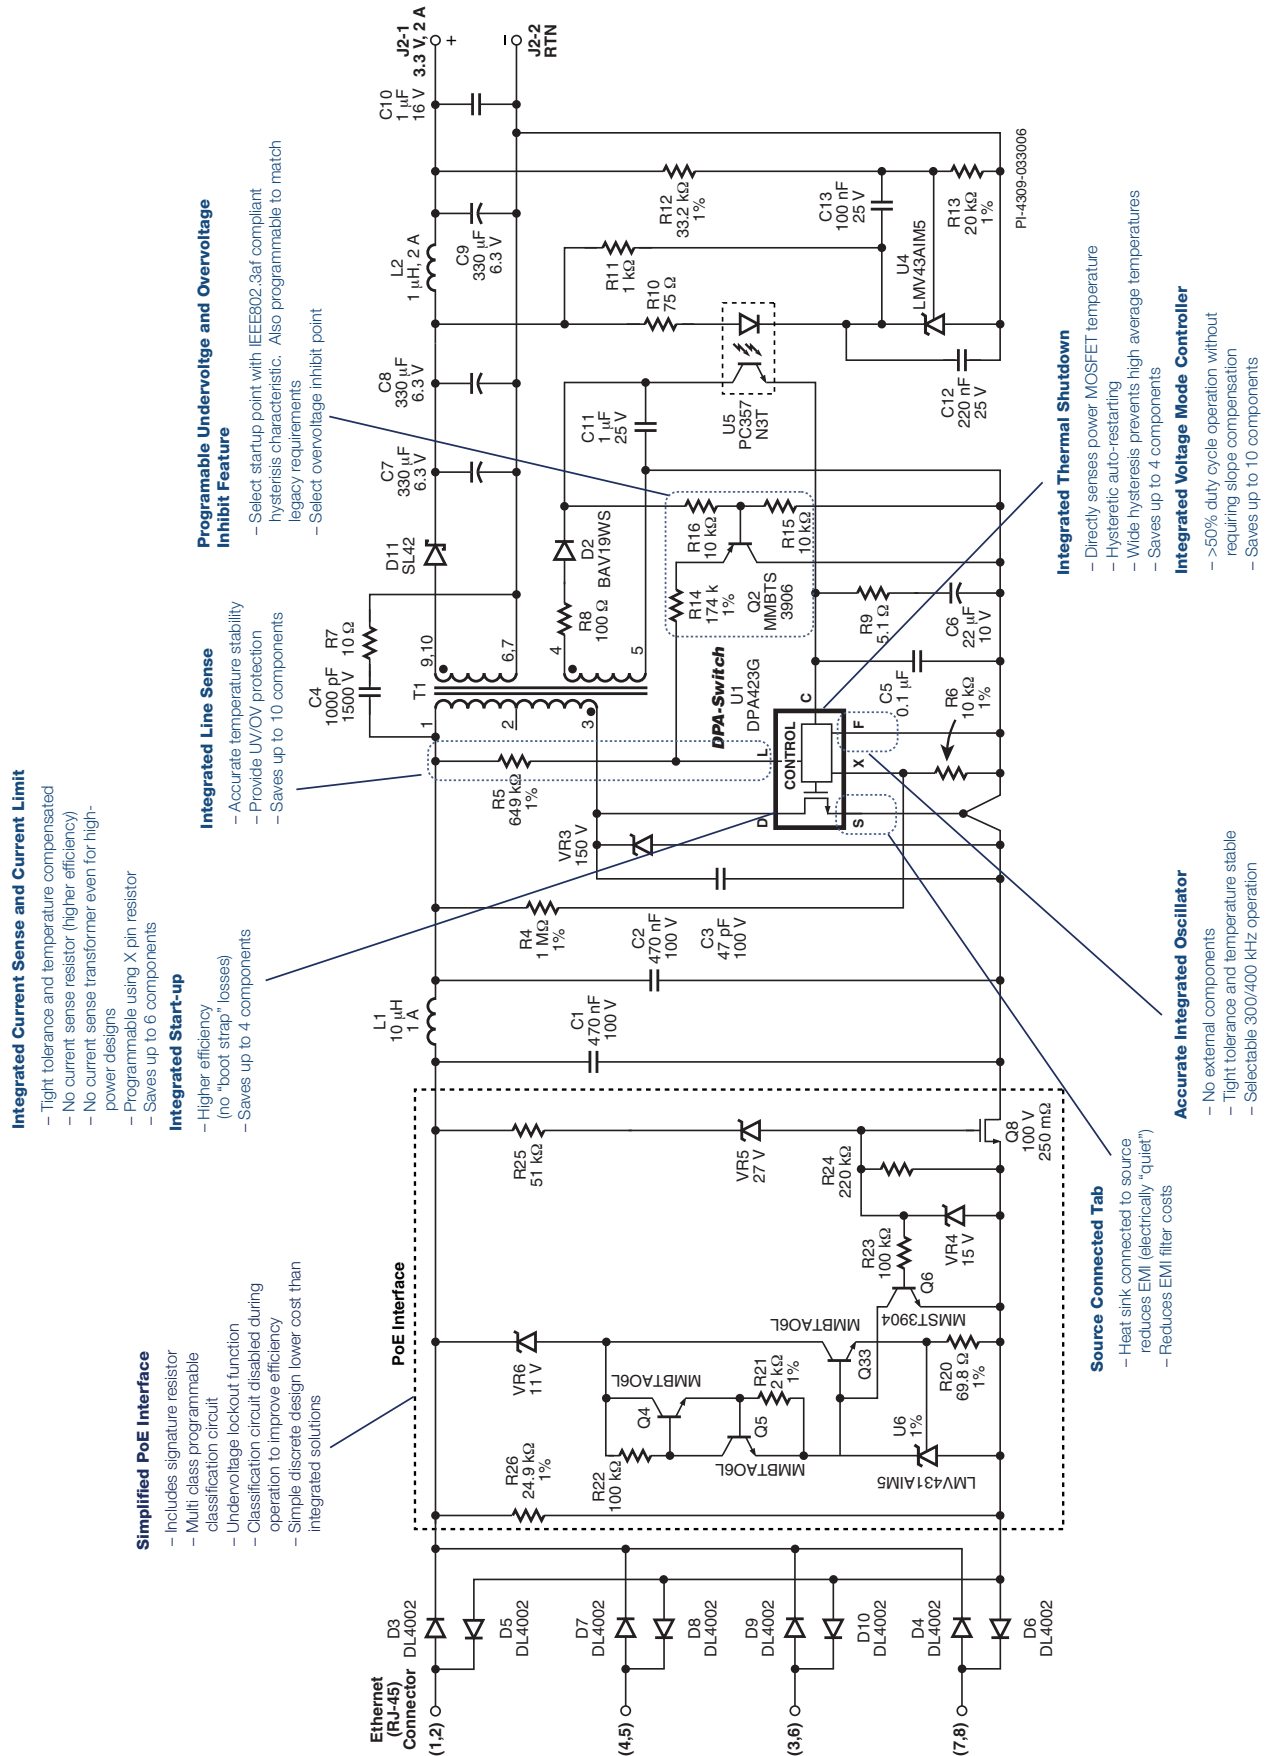 Integrated Current Sense and Current Limit
– Tight tolerance and temperature compensated
– No current sense resistor (higher efficiency)
– No current sense transformer even for high-
power designs
– Programmable using X pin resistor
– Saves up to 6 components
Integrated Start-up
– Higher efficiency
(no "boot strap" losses)
– Saves up to 4 components
Integrated Line Sense
– Accurate temperature stability
– Provide UV/OV protection
– Saves up to 10 components
Programable Undervoltge and Overvoltage
Inhibit Feature
– Select startup point with IEEE802.3af compliant
hysterisis characteristic. Also programmable to match
legacy requirements
– Select overvoltage inhibit point
Simplified PoE Interface
– Includes signature resistor
– Multi class programmable
classification circuit
– Undervoltage lockout function
– Classification circuit disabled during
operation to improve efficiency
– Simple discrete design lower cost than
integrated solutions
Ethernet
(RJ-45)
Connector
(1,2)
(4,5)
(3,6)
(7,8)
D3
DL4002
D5
DL4002
D7
DL4002
D8
DL4002
D9
DL4002
D10
DL4002
D4
DL4002
D6
DL4002
PoE Interface
R26
24.9 kΩ
1%
VR6
11 V
R22
100 kΩ
Q4
MMBTAO6L
MMBTAO6L
Q5
R21
2 kΩ
1%
MMBTAO6L
Q33
U6
1%
LMV431AIM5
R20
69.8 Ω
1%
MMST3904
Q6
R23
100 kΩ
VR4
15 V
R24
220 kΩ
R25
51 kΩ
VR5
27 V
Q8
100 V
250 mΩ
L1
10 µH
1 A
C1
470 nF
100 V
C2
470 nF
100 V
R4
1 MΩ
1%
C3
47 pF
100 V
VR3
150 V
R5
649 kΩ
1%
C4
1000 pF
1500 V
R7
10 Ω
T1
1
2
3
9,10
6,7
4
5
DPA-Switch
U1
DPA423G
CONTROL
D
L
C
S
X
F
R6
10 kΩ
1%
C5
0.1 µF
R9
5.1 Ω
C6
22 µF
10 V
R14
174 k
1%
Q2
MMBTS
3906
R16
10 kΩ
R15
10 kΩ
R8
100 Ω
D2
BAV19WS
D11
SL42
C7
330 µF
6.3 V
C8
330 µF
6.3 V
C11
1 µF
25 V
U5
PC357
N3T
L2
1 µH, 2 A
C9
330 µF
6.3 V
R11
1 kΩ
R10
75 Ω
C12
220 nF
25 V
U4
LMV43AIM5
R12
33.2 kΩ
1%
C13
100 nF
25 V
R13
20 kΩ
1%
C10
1 µF
16 V
J2-1
3.3 V, 2 A
+
–
J2-2
RTN
PI-4309-033006
Source Connected Tab
– Heat sink connected to source
reduces EMI (electrically "quiet")
– Reduces EMI filter costs
Accurate Integrated Oscillator
– No external components
– Tight tolerance and temperature stable
– Selectable 300/400 kHz operation
Integrated Thermal Shutdown
– Directly senses power MOSFET temperature
– Hysteretic auto-restarting
– Wide hysteresis prevents high average temperatures
– Saves up to 4 components
Integrated Voltage Mode Controller
– >50% duty cycle operation without
requiring slope compensation
– Saves up to 10 components